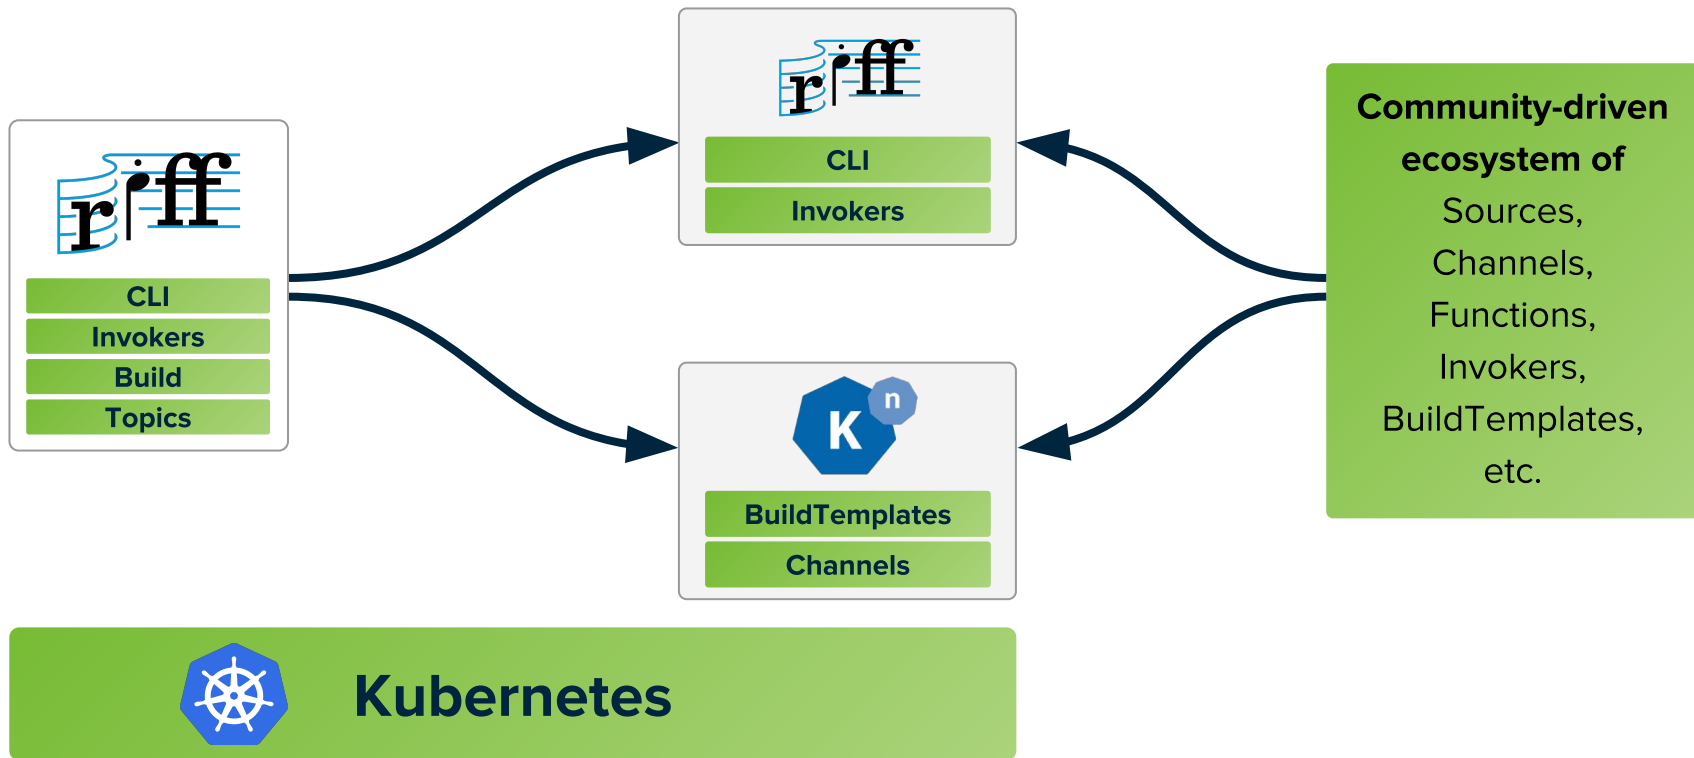 riff
CLI
Invokers
Build
Topics
riff
CLI
Invokers
K
n
BuildTemplates
Channels
Community-driven
ecosystem of
Sources,
Channels,
Functions,
Invokers,
BuildTemplates,
etc.
Kubernetes